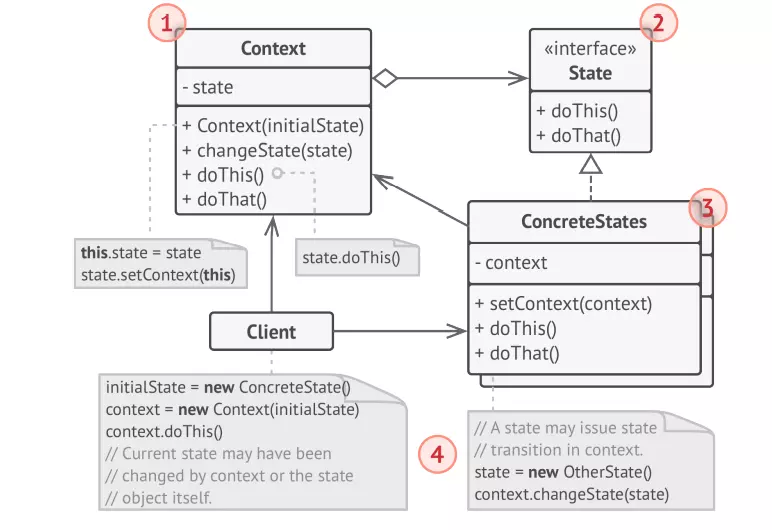 1
Context
- state
+ Context(initialState)
+ changeState(state)
+ doThis()
+ doThat()
2
«interface»
State
+ doThis()
+ doThat()
3
ConcreteStates
- context
+ setContext(context)
+ doThis()
+ doThat()
this.state = state
state.setContext(this)
state.doThis()
Client
initialState = new ConcreteState()
context = new Context(initialState)
context.doThis()
// Current state may have been
// changed by context or the state
// object itself.
4
// A state may issue state
// transition in context.
state = new OtherState()
context.changeState(state)